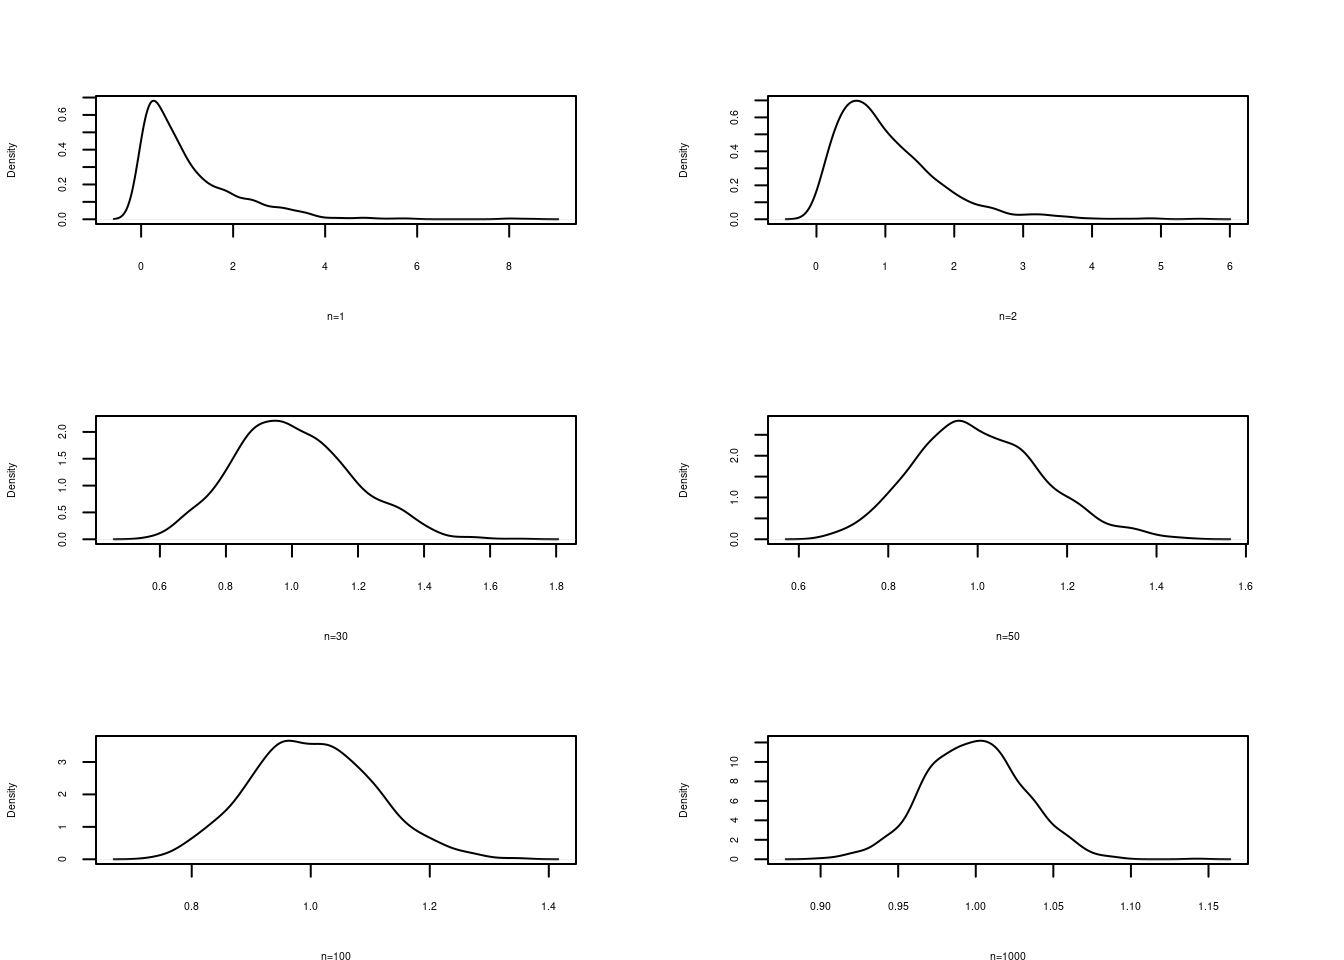 Density
0.0 0.2 0.4 0.6
0 2 4 6 8
n=1
Density
0.0 0.2 0.4 0.6
0 1 2 3 4 5 6
n=2
Density
0.0 0.5 1.0 1.5 2.0
0.6 0.8 1.0 1.2 1.4 1.6 1.8
n=30
Density
0.0 1.0 2.0
0.6 0.8 1.0 1.2 1.4 1.6
n=50
Density
0 1 2 3
0.8 1.0 1.2 1.4
n=100
Density
0 2 4 6 8 10
0.90 0.95 1.00 1.05 1.10 1.15
n=1000